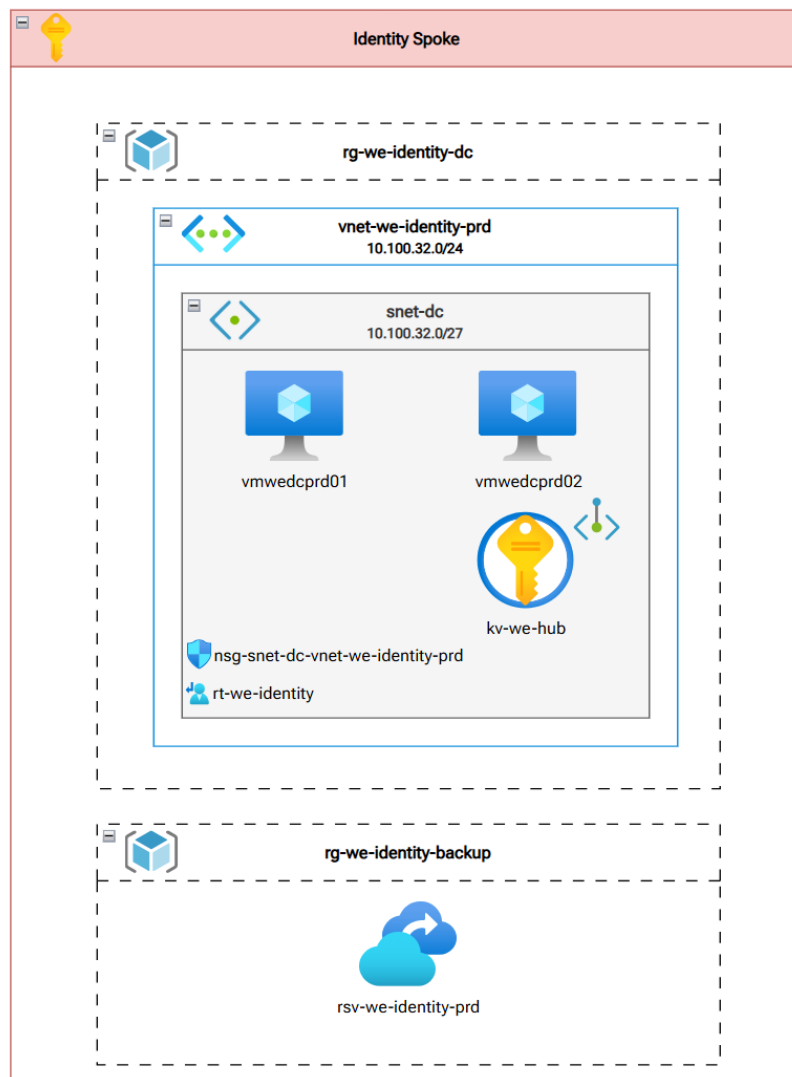 Identity Spoke
rg-we-identity-dc
vnet-we-identity-prd
10.100.32.0/24
snet-dc
10.100.32.0/27
vmwedcprd01
vmwedcprd02
kv-we-hub
nsg-snet-dc-vnet-we-identity-prd
rt-we-identity
rg-we-identity-backup
rsv-we-identity-prd